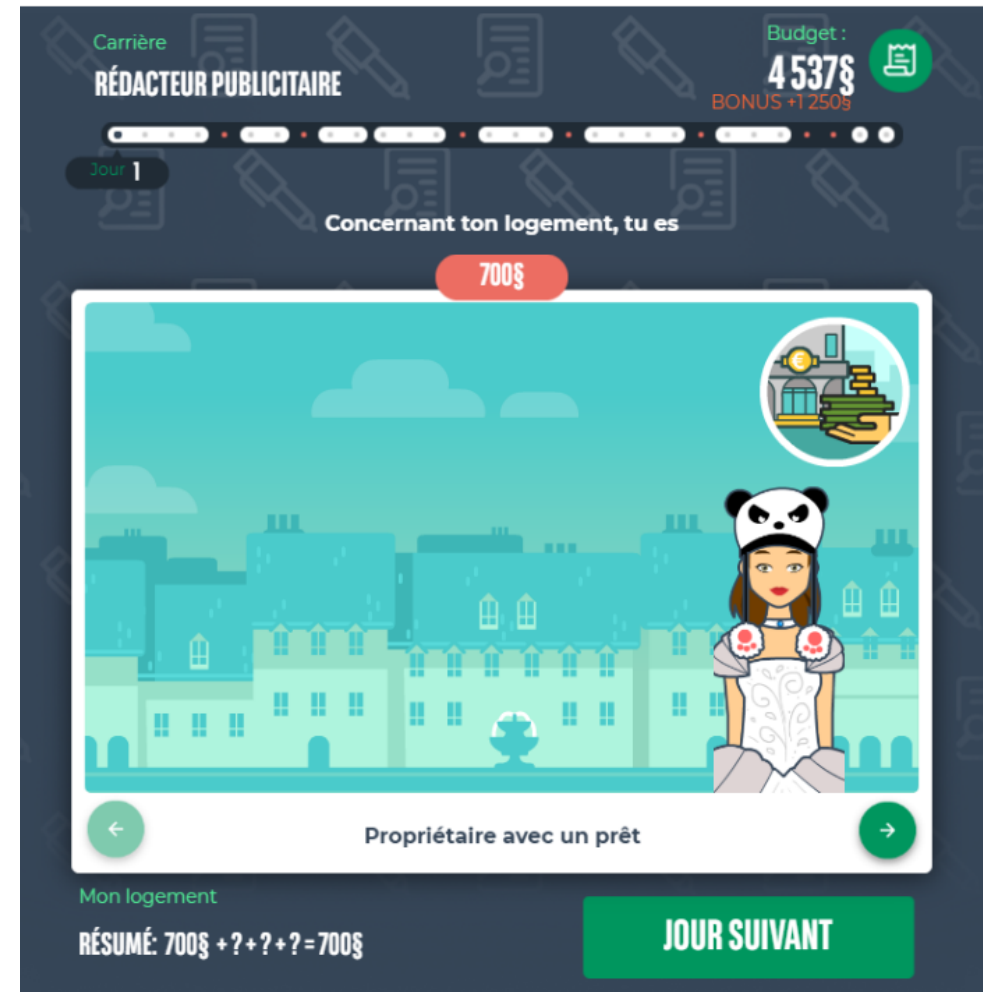 Carrière
RÉDACTEUR PUBLICITAIRE
Budget :
4 537§
BONUS +1 250§
Jour 1
Concernant ton logement, tu es
700§
Propriétaire avec un prêt
Mon logement
RÉSUMÉ: 700§ +?+?+?=700§
JOUR SUIVANT